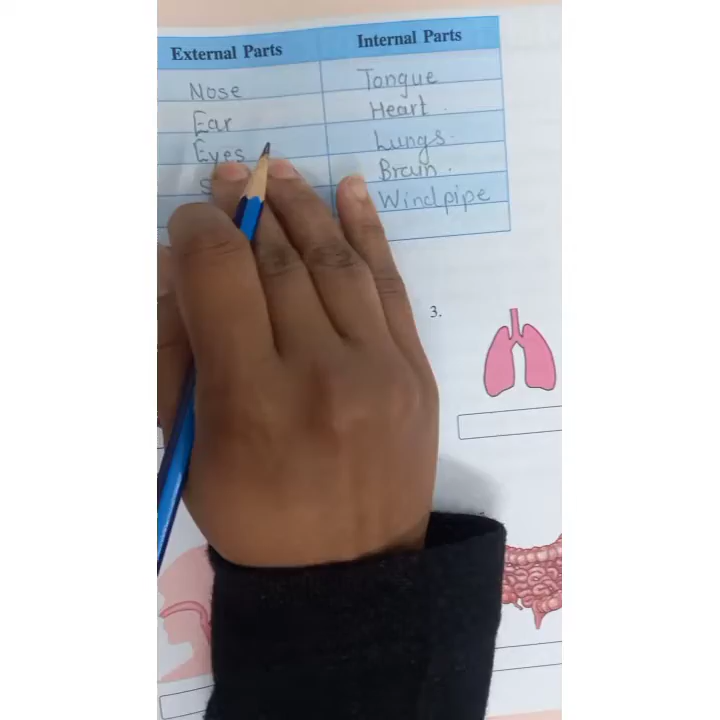 External Parts Internal Parts
Nose Tongue
Ear Heart.
Eyes Lungs.
S Brain.
Windpipe
3.